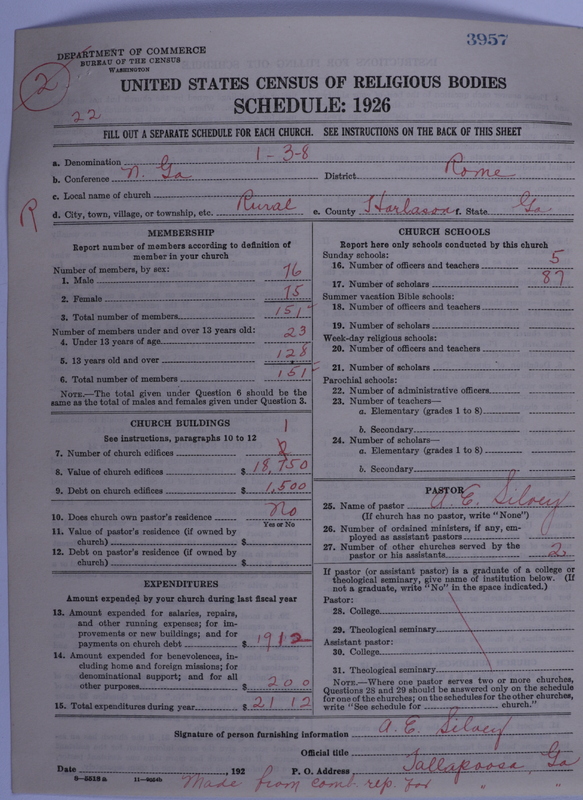 3957
DEPARTMENT OF COMMERCE
BUREAU OF THE CENSUS
WASHINGTON
2
22
UNITED STATES CENSUS OF RELIGIOUS BODIES
SCHEDULE: 1926
FILL OUT A SEPARATE SCHEDULE FOR EACH CHURCH. SEE INSTRUCTIONS ON THE BACK OF THIS SHEET
a. Denomination 1-3-8
b. Conference N. Ga District Rome
c. Local name of church
R
d. City, town, village, or township, etc. Rural e. County f. State Ga
MEMBERSHIP
Report number of members according to definition of
member in your church
Number of members, by sex:
1. Male 76
2. Female 75
3. Total number of members 151
Number of members under and over 13 years old:
4. Under 13 years of age 23
5. 13 years old and over 128
6. Total number of members 151
NOTE.—The total given under Question 6 should be the
same as the total of males and females given under Question 3.
CHURCH BUILDINGS
See instructions, paragraphs 10 to 12
7. Number of church edifices 1
8. Value of church edifices $ 18,750
9. Debt on church edifices $ 1,500
10. Does church own pastor's residence No
Yes or No
11. Value of pastor's residence (if owned by
church) $
12. Debt on pastor's residence (if owned by
church) $
EXPENDITURES
Amount expended by your church during last fiscal year
13. Amount expended for salaries, repairs,
and other running expenses; for im-
provements or new buildings; and for
payments on church debt $ 1912
14. Amount expended for benevolences, in-
cluding home and foreign missions; for
denominational support; and for all
other purposes $ 200
15. Total expenditures during year $ 2112
CHURCH SCHOOLS
Report here only schools conducted by this church
Sunday schools:
16. Number of officers and teachers 5
17. Number of scholars 87
Summer vacation Bible schools:
18. Number of officers and teachers
19. Number of scholars
Week-day religious schools:
20. Number of officers and teachers
21. Number of scholars
Parochial schools:
22. Number of administrative officers
23. Number of teachers—
a. Elementary (grades 1 to 8)
b. Secondary
24. Number of scholars—
a. Elementary (grades 1 to 8)
b. Secondary
PASTOR
25. Name of pastor A. E. Silvey
(If church has no pastor, write "None")
26. Number of ordained ministers, if any, em-
ployed as assistant pastors
27. Number of other churches served by the
pastor or his assistants 2
If pastor (or assistant pastor) is a graduate of a college or
theological seminary, give name of institution below. (If
not a graduate, write "No" in the space indicated.)
Pastor:
28. College
29. Theological seminary
Assistant pastor:
30. College
31. Theological seminary
NOTE.—Where one pastor serves two or more churches,
Questions 28 and 29 should be answered only on the schedule
for one of the churches; on the schedules for the other churches,
write "See schedule for church."
Signature of person furnishing information A. E. Silvey
Official title
Date , 192 P. O. Address Tallapoosa, Ga
9-5518a 11-9664b
Made from comb rep. for " "